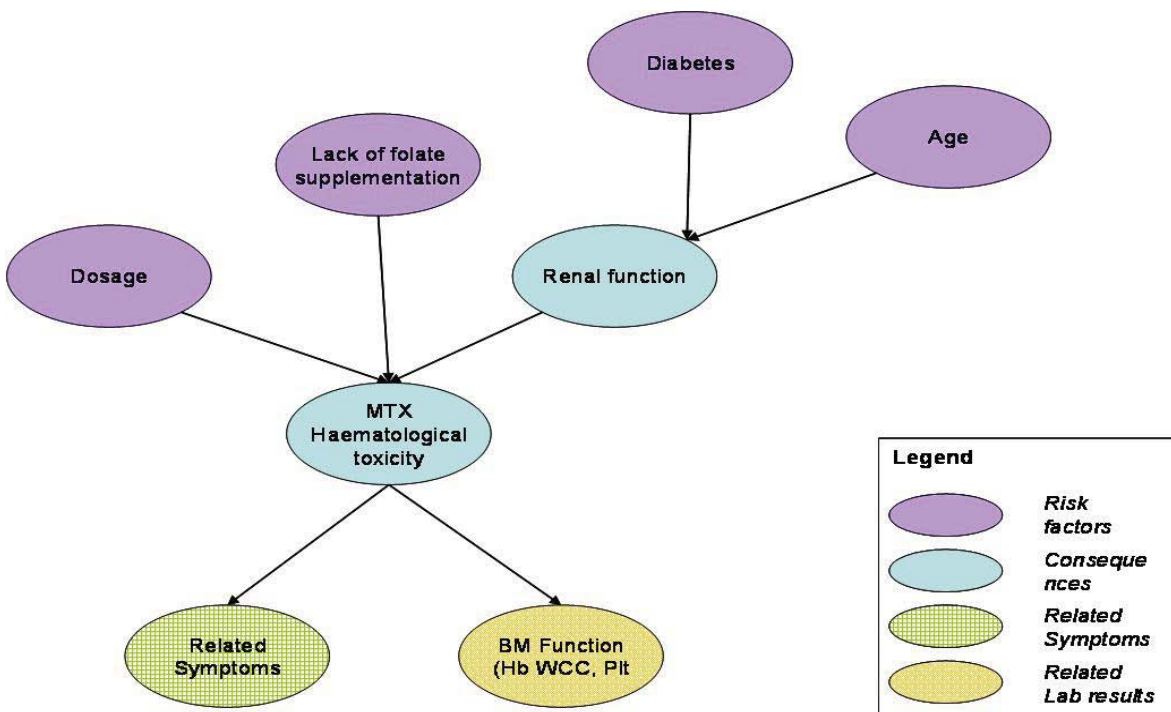 Diabetes
Age
Lack of folate
supplementation
Dosage
Renal function
MTX
Haematological
toxicity
Related
Symptoms
BM Function
(Hb WCC, Plt
Legend
Risk
factors
Conseque
nces
Related
Symptoms
Related
Lab results